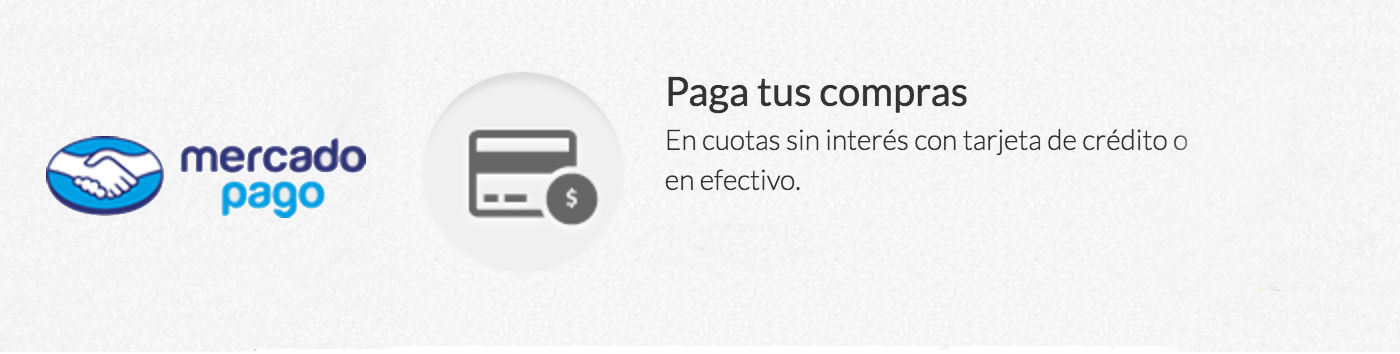 mercado
pago
$
Paga tus compras
En cuotas sin interés con tarjeta de crédito o
en efectivo.